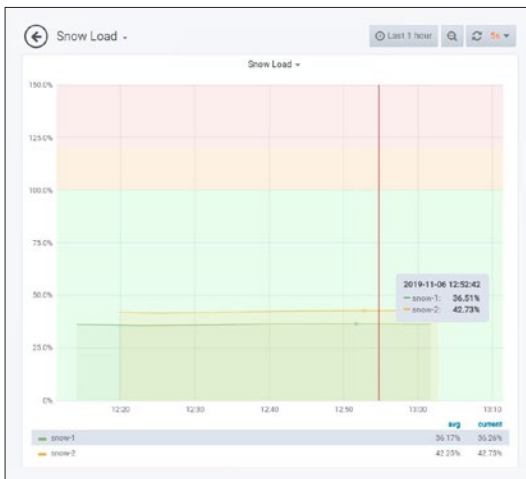 Snow Load
Last 1 hour 5s
Snow Load
150.0%
125.0%
100.0%
75.0%
50.0%
25.0%
0%
2019-11-06 12:52:42
snow-1: 36.51%
snow-2: 42.73%
12:20 12:30 12:40 12:50 13:00 13:10
avg current
snow-1 36.17% 36.26%
snow-2 42.25% 42.73%